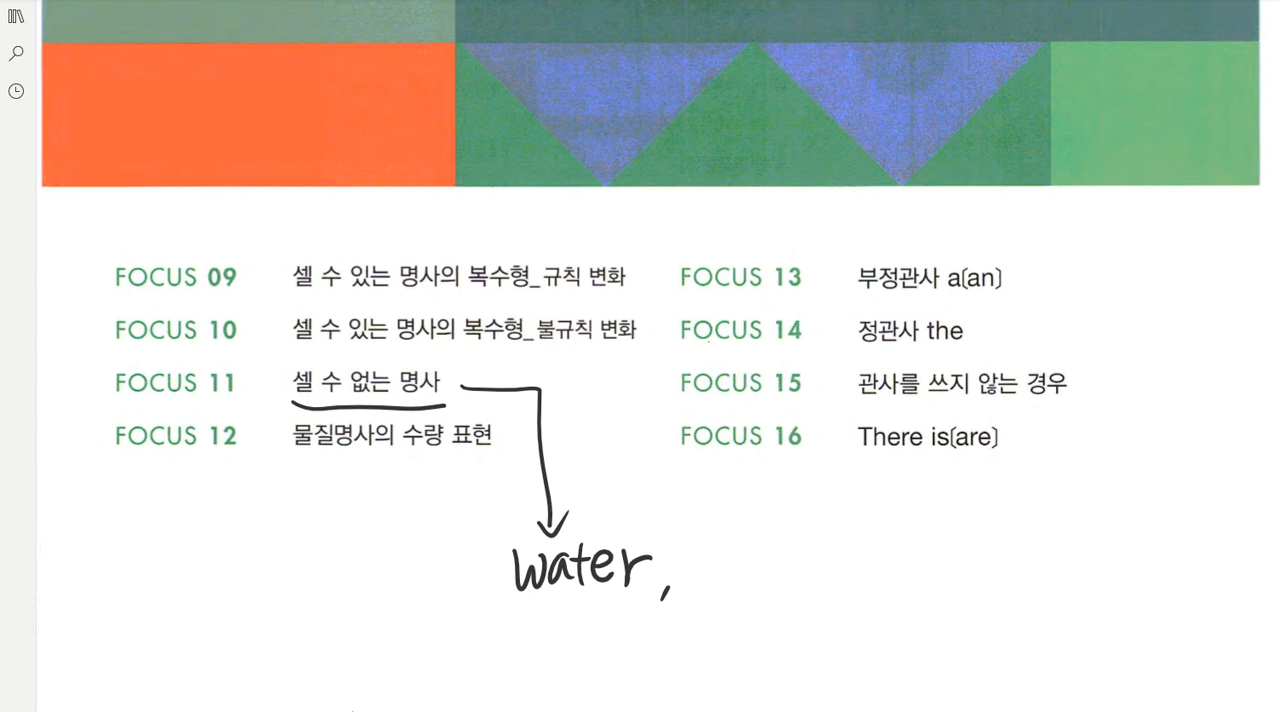 FOCUS 09 셀 수 있는 명사의 복수형_규칙 변화
FOCUS 10 셀 수 있는 명사의 복수형_불규칙 변화
FOCUS 11 셀 수 없는 명사
FOCUS 12 물질명사의 수량 표현
FOCUS 13 부정관사 a(an)
FOCUS 14 정관사 the
FOCUS 15 관사를 쓰지 않는 경우
FOCUS 16 There is(are)
water,